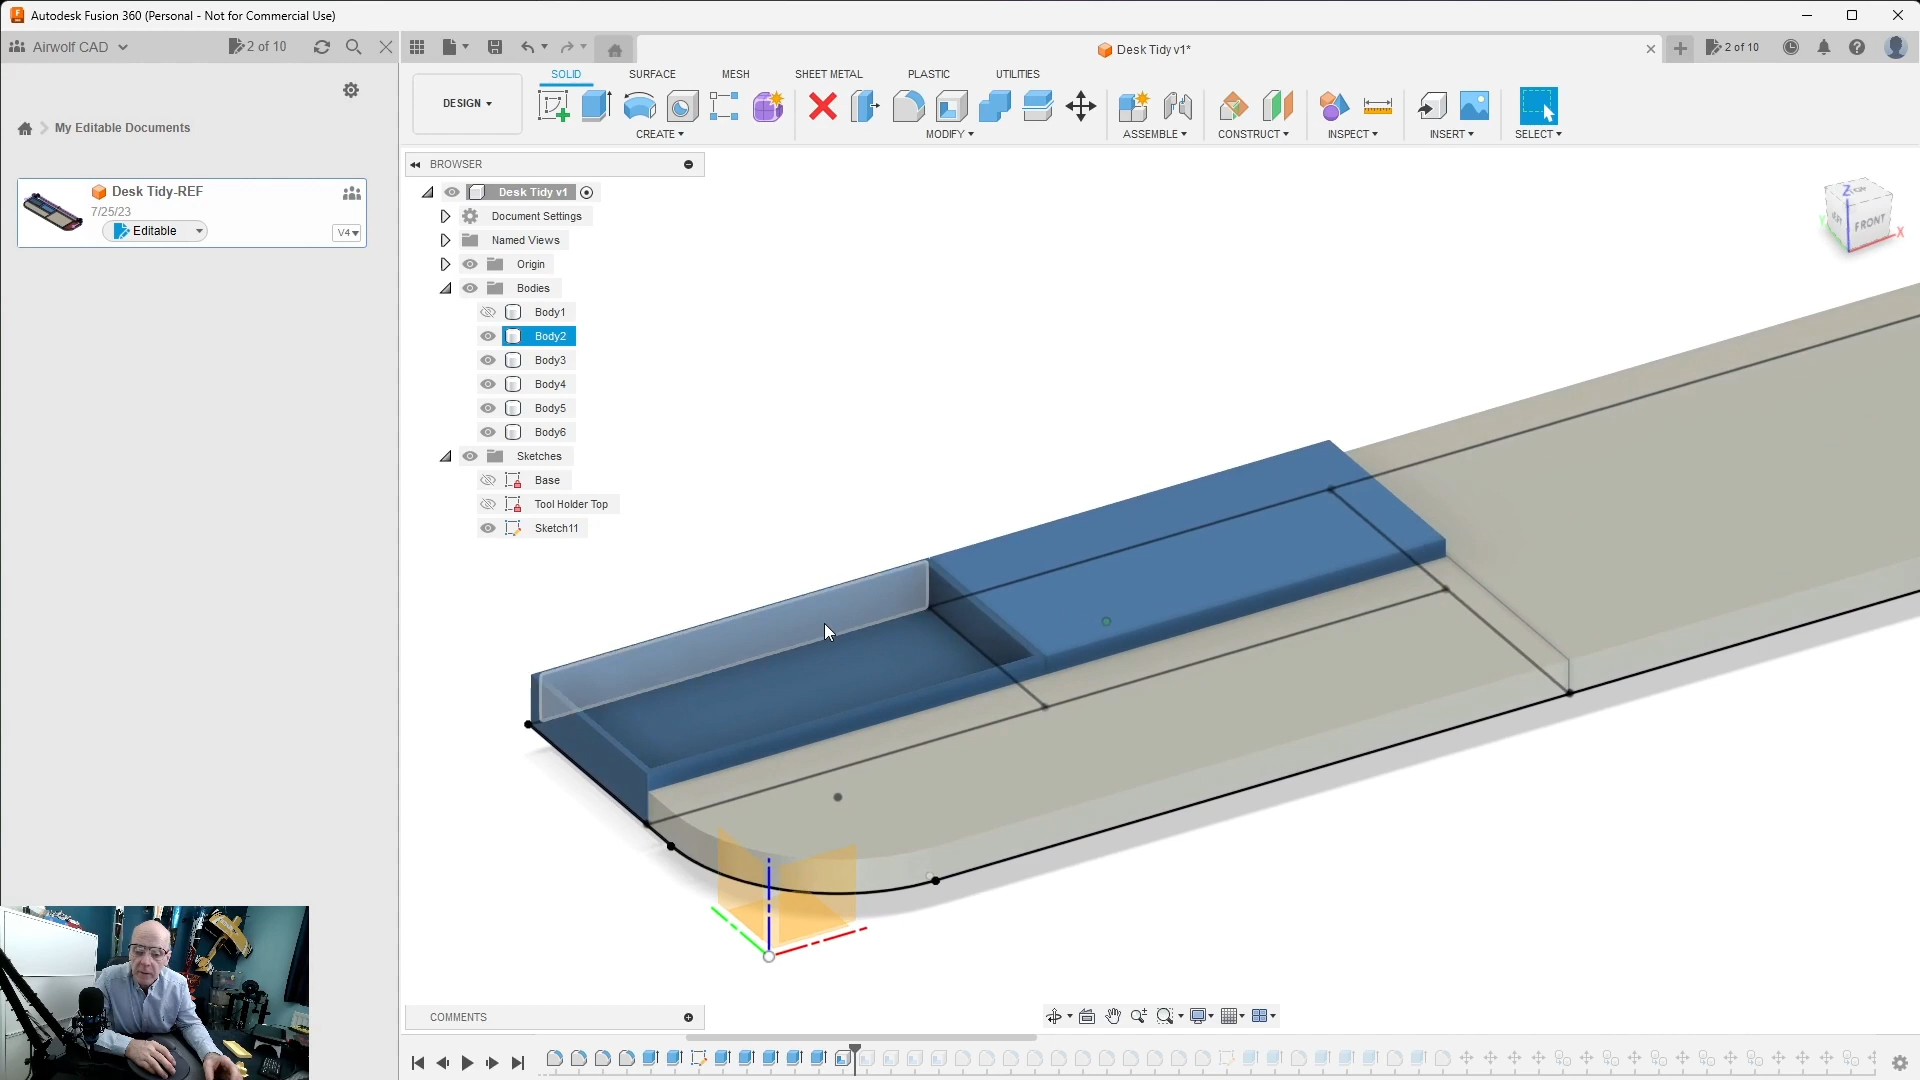 Autodesk Fusion 360 (Personal - Not for Commercial Use)
Airwolf CAD
2 of 10
Desk Tidy v1*
2 of 10
My Editable Documents
Desk Tidy-REF
7/25/23
Editable
V4
DESIGN
SOLID
SURFACE
MESH
SHEET METAL
PLASTIC
UTILITIES
CREATE
MODIFY
ASSEMBLE
CONSTRUCT
INSPECT
INSERT
SELECT
BROWSER
Desk Tidy v1
Document Settings
Named Views
Origin
Bodies
Body1
Body2
Body3
Body4
Body5
Body6
Sketches
Base
Tool Holder Top
Sketch11
Z
TOP
FRONT
X
COMMENTS